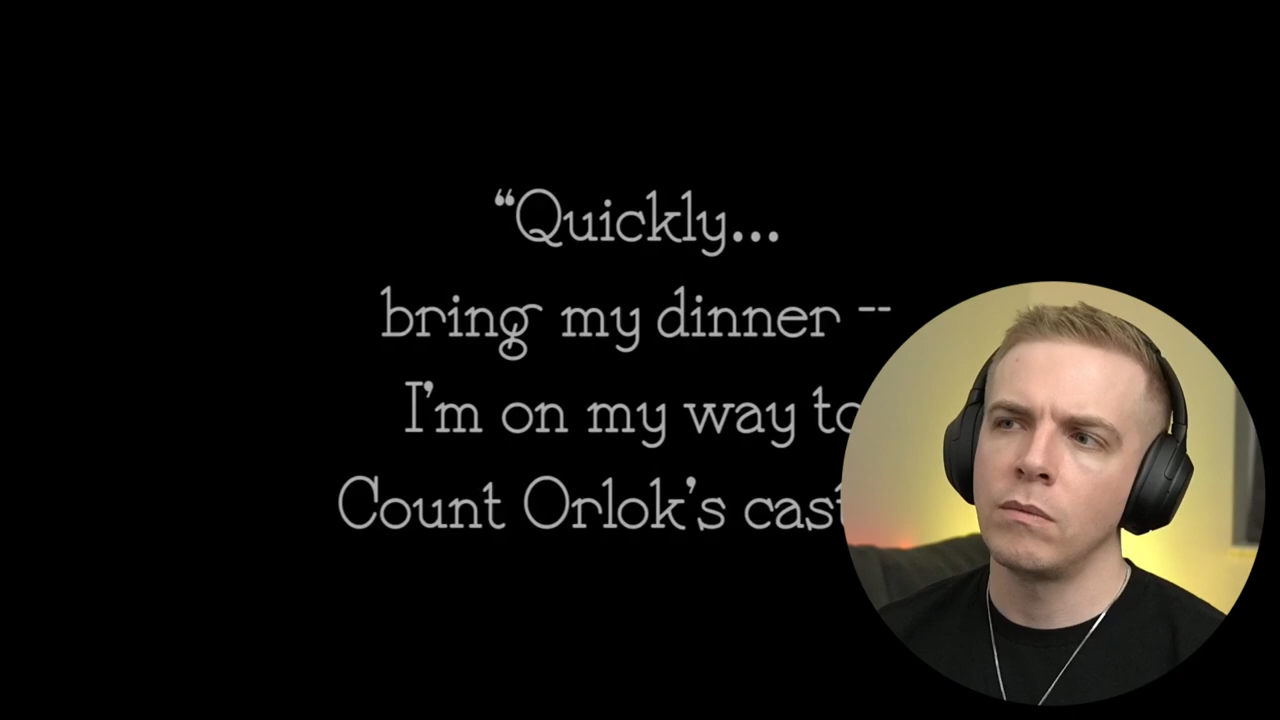 “Quickly...
bring my dinner --
I’m on my way to
Count Orlok’s